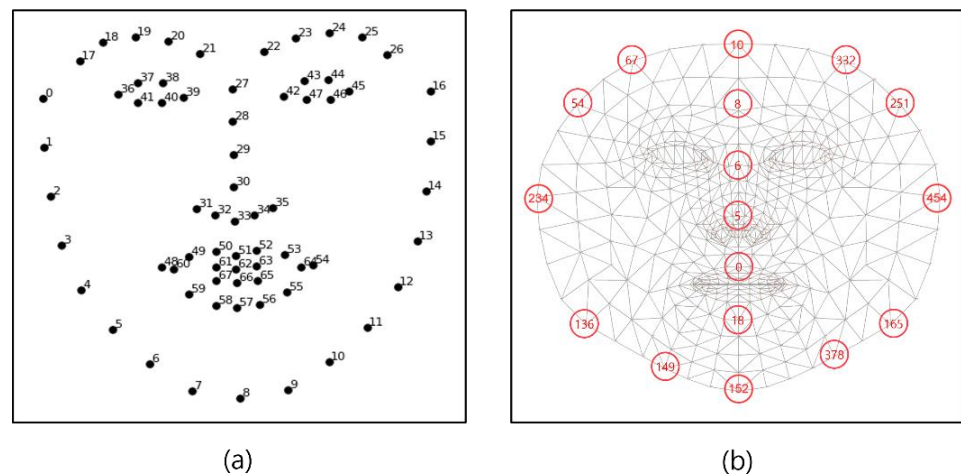 19 24
18 20 23 25
17 21 22 26
37 38 43 44
36 39 27 42 45
0 41 40 47 46 16
28
1 15
29
2 30 14
31 35
32 34
33
3 13
50 52
49 51 53
48 61 62 63 64 54
60
67 66 65
4 59 55 12
58 57 56
5 11
6 10
7 9
8
10
67 332
54 8 251
6
234 454
5
0
136 18 165
378
149
152
(a) (b)